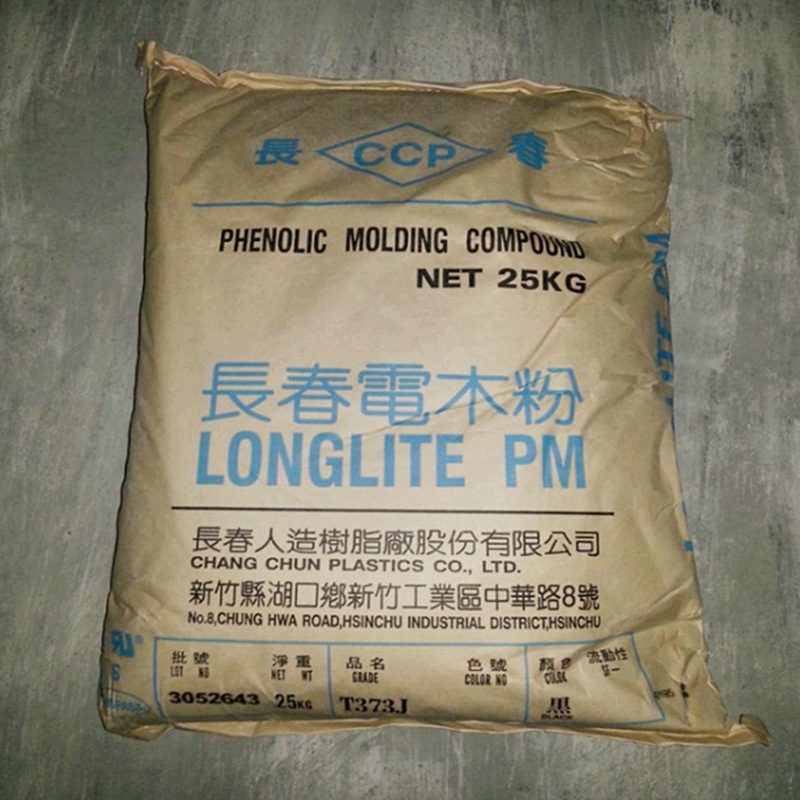 長 CCP 春
PHENOLIC MOLDING COMPOUND
NET 25KG
長春電木粉
LONGLITE PM
長春人造樹脂廠股份有限公司
CHANG CHUN PLASTICS CO., LTD.
新竹縣湖口鄉新竹工業區中華路8號
No.8,CHUNG HWA ROAD,HSINCHU INDUSTRIAL DISTRICT,HSINCHU
批號 淨重 品名 色號 顏色 流動性
LOT NO NET WT GRADE COLOR NO COLOR SF—
3052643 25KG T373J 黑
BLACK